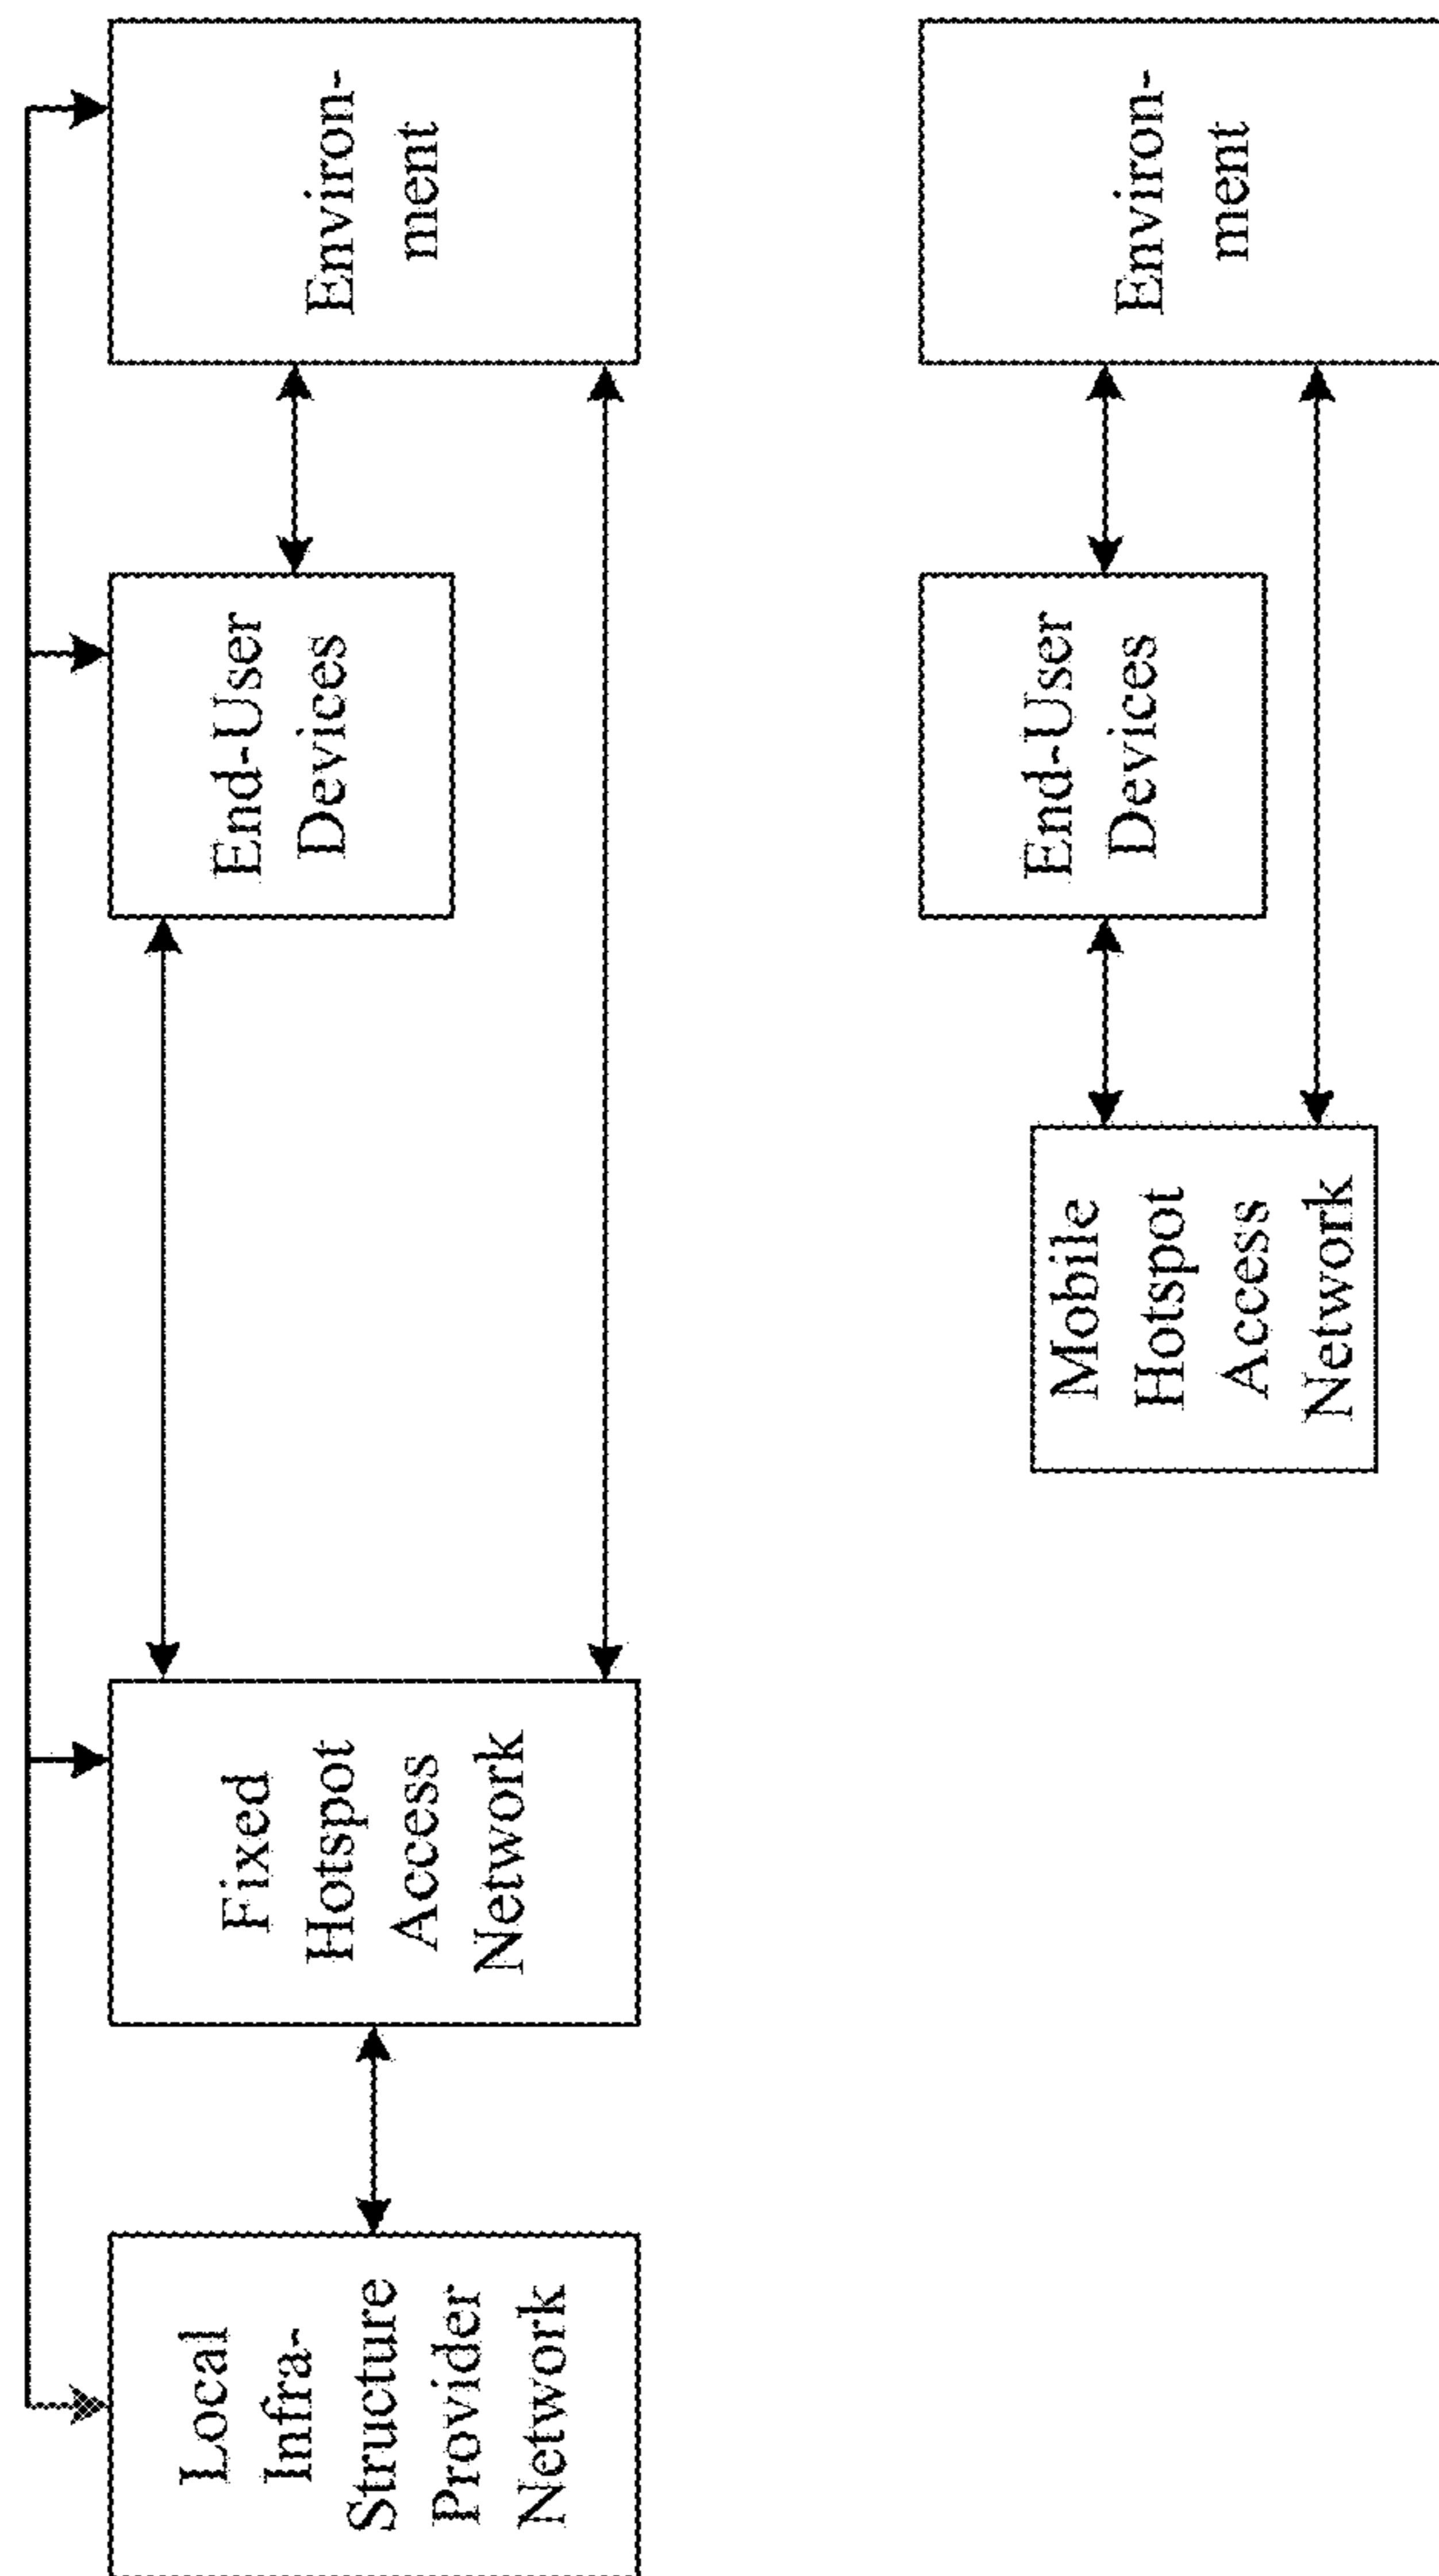 Local
Infra-
Structure
Provider
Network
Fixed
Hotspot
Access
Network
End-User
Devices
Environ-
ment
Mobile
Hotspot
Access
Network
End-User
Devices
Environ-
ment